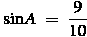 sinA = 9/10